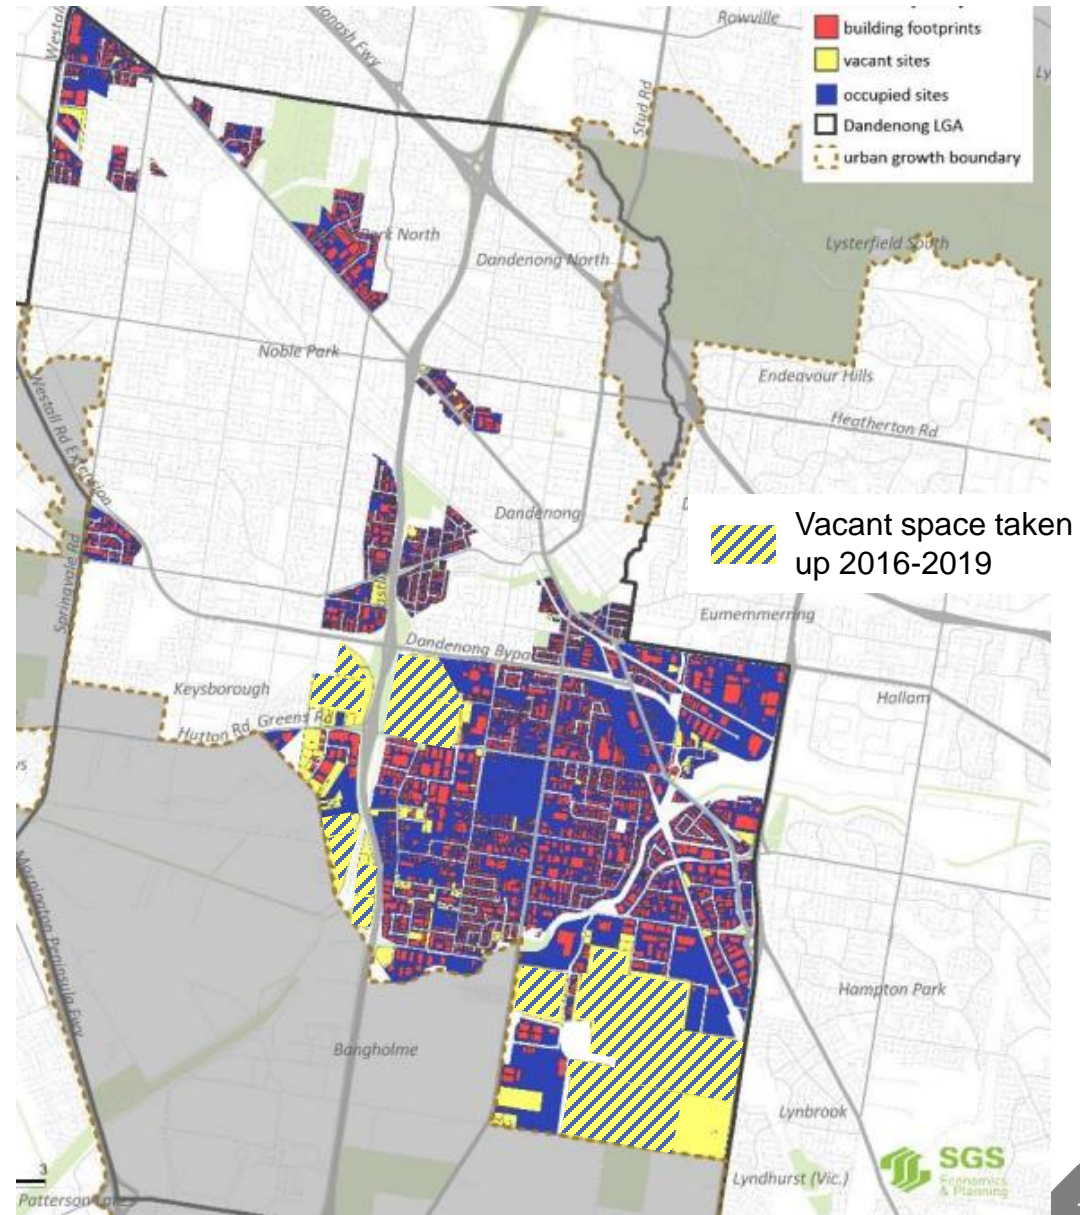 Rowville
building footprints
vacant sites
occupied sites
Dandenong LGA
urban growth boundary
Stud Rd
Lysterfield South
Dandenong North
Noble Park
Endeavour Hills
Heatherton Rd
Westall Rd Extension
Dandenong
Vacant space taken
up 2016-2019
Springvale Rd
Eumemmerring
Dandenong Bypa
Keysborough
Hallam
Hutton Rd
Greens Rd
Mornington Peninsula Fwy
Hampton Park
Bangholme
Lynbrook
SGS
Economics
& Planning
Lyndhurst (Vic.)
3
Patterson